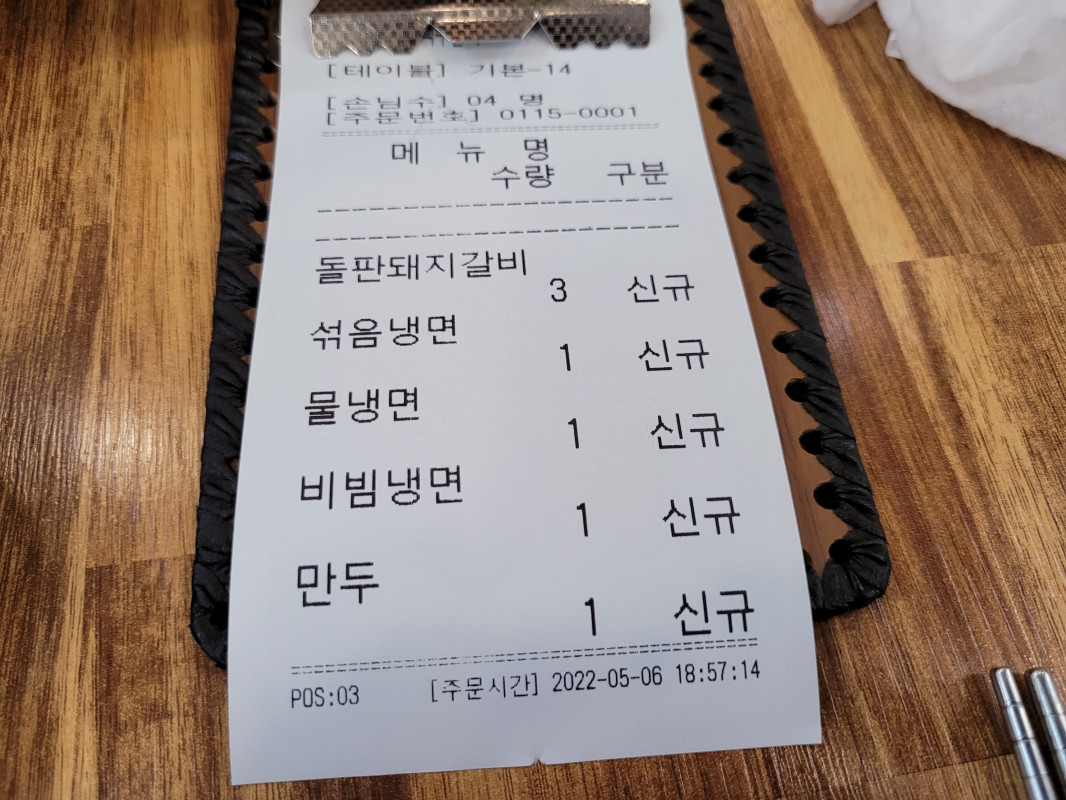 [테이블] 기본-14
[손님수] 04 명
[주문번호] 0115-0001
메 뉴 명
수량 구분
돌판돼지갈비
3 신규
섞음냉면
1 신규
물냉면
1 신규
비빔냉면
1 신규
만두
1 신규
POS:03 [주문시간] 2022-05-06 18:57:14